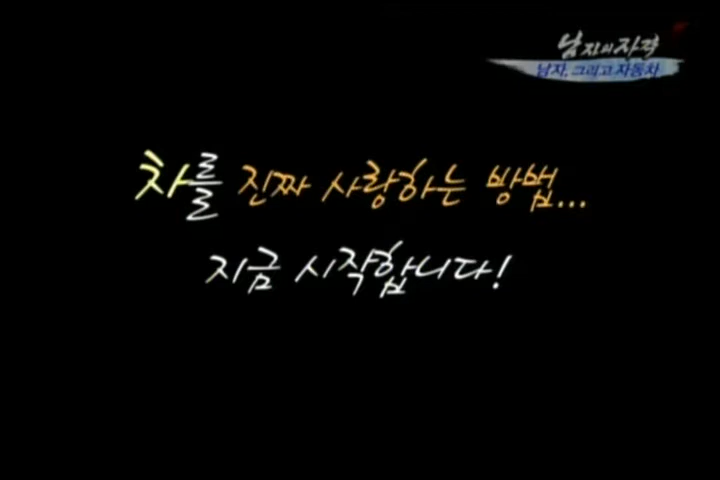 남자의 자격
남자, 그리고 자동차
차를 진짜 사랑하는 방법...
지금 시작합니다!